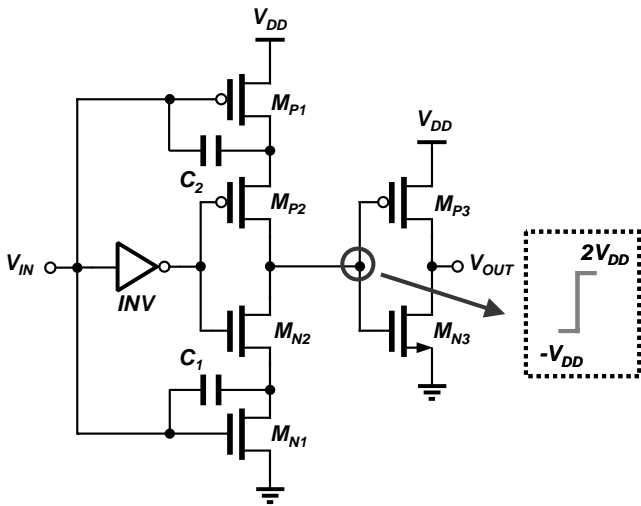 V_DD
M_P1
C_2
V_DD
M_P2
M_P3
V_IN
INV
V_OUT
2V_DD
M_N2
M_N3
-V_DD
C_1
M_N1